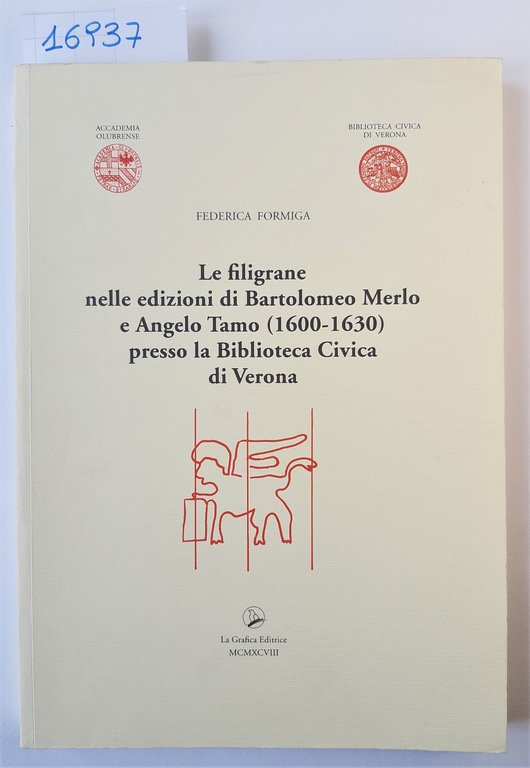 16937
ACCADEMIA
OLUBRENSE
BIBLIOTECA CIVICA
DI VERONA
FEDERICA FORMIGA
Le filigrane
nelle edizioni di Bartolomeo Merlo
e Angelo Tamo (1600-1630)
presso la Biblioteca Civica
di Verona
La Grafica Editrice
MCMXCVIII